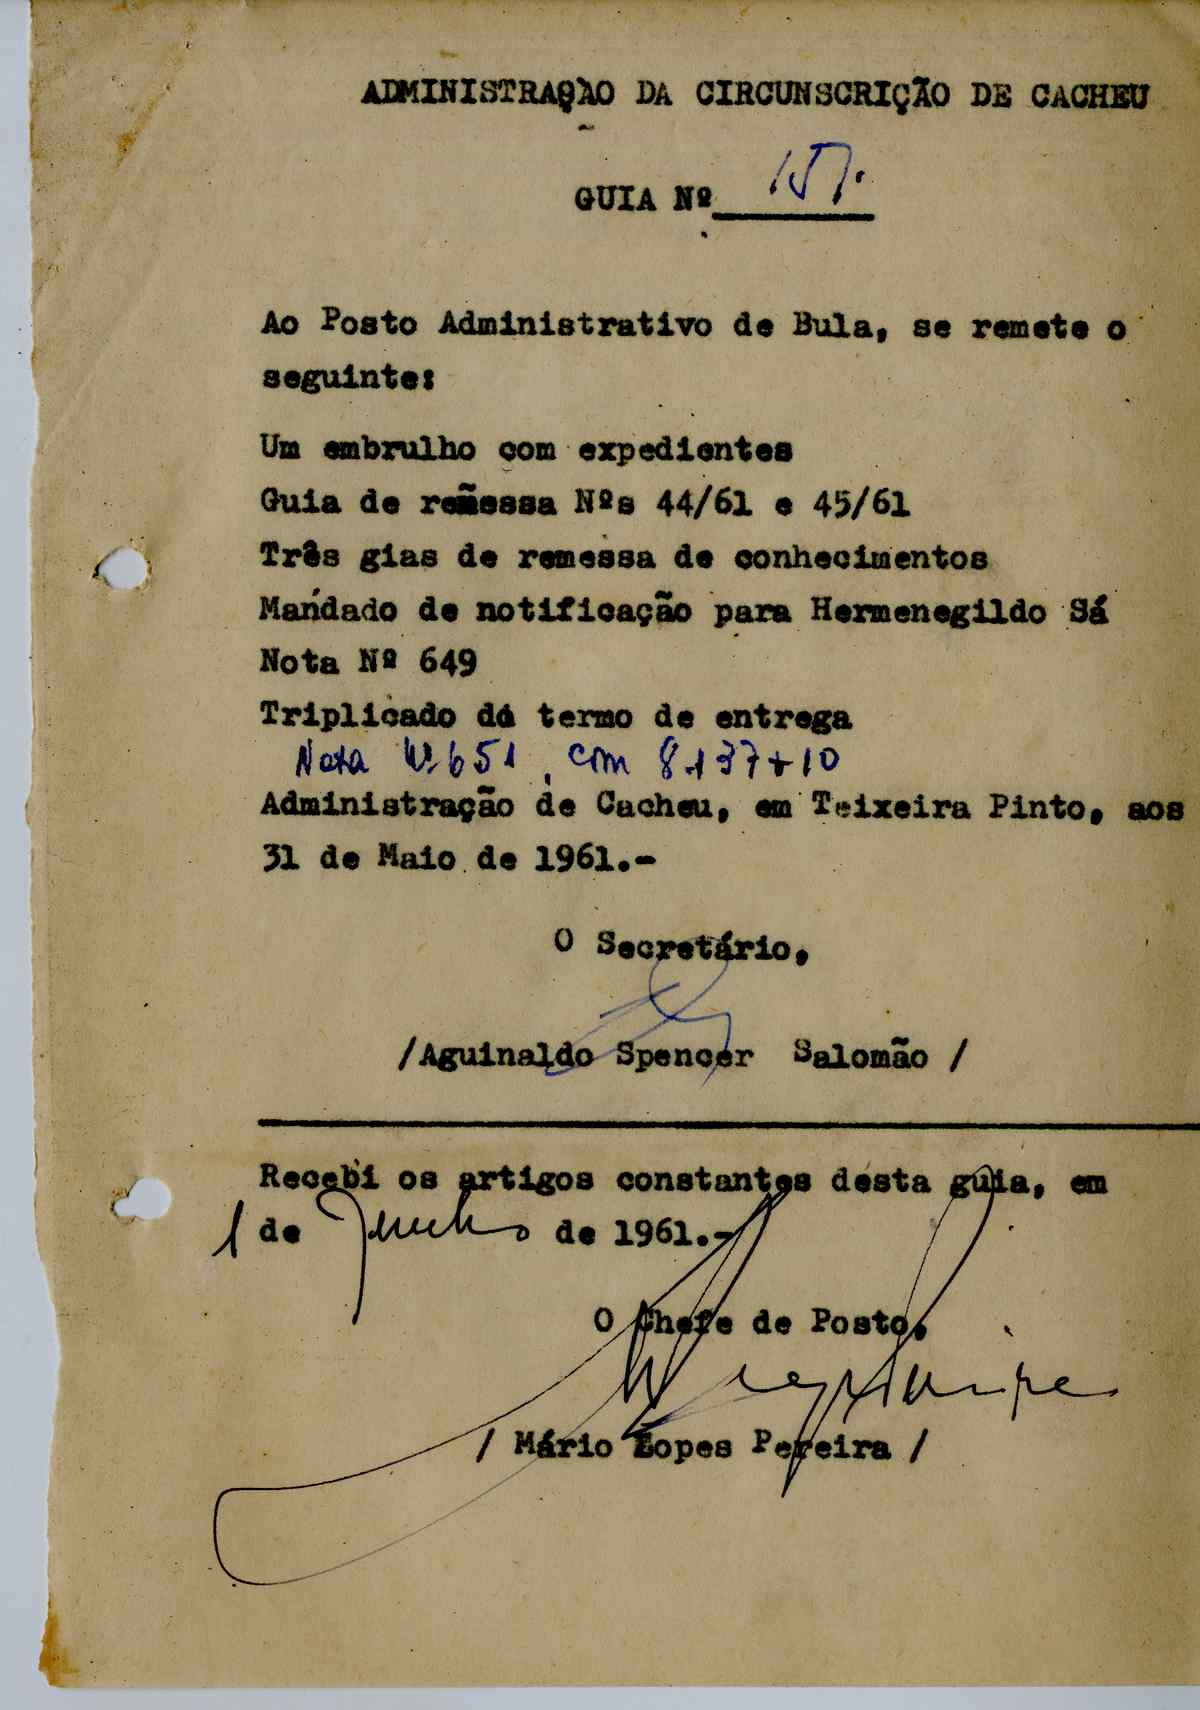 ADMINISTRAÇÃO DA CIRCUNSCRIÇÃO DE CACHEU
GUIA Nº 157.
Ao Posto Administrativo de Bula, se remete o
seguinte:
Um embrulho com expedientes
Guia de remessa Nºs 44/61 e 45/61
Três gias de remessa de conhecimentos
Mandado de notificação para Hermenegildo Sá
Nota Nº 649
Triplicado do termo de entrega
Nota Nº 651, com 8.137+10
Administração de Cacheu, em Teixeira Pinto, aos
31 de Maio de 1961.-
O Secretário,
/Aguinaldo Spencer Salomão /
Recebi os artigos constantes desta guia, em
1 de Junho de 1961.-
O Chefe de Posto,
/ Mário Lopes Pereira /